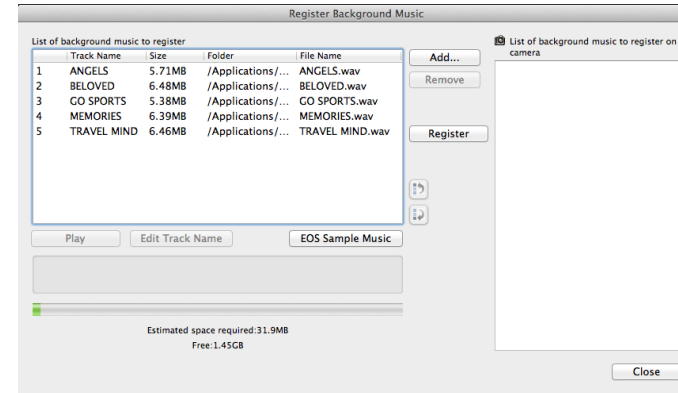 Register Background Music
List of background music to register
Track Name Size Folder File Name
1 ANGELS 5.71MB /Applications/... ANGELS.wav
2 BELOVED 6.48MB /Applications/... BELOVED.wav
3 GO SPORTS 5.38MB /Applications/... GO SPORTS.wav
4 MEMORIES 6.39MB /Applications/... MEMORIES.wav
5 TRAVEL MIND 6.46MB /Applications/... TRAVEL MIND.wav
Play
Edit Track Name
EOS Sample Music
Estimated space required:31.9MB
Free:1.45GB
Add...
Remove
Register
List of background music to register on
camera
Close